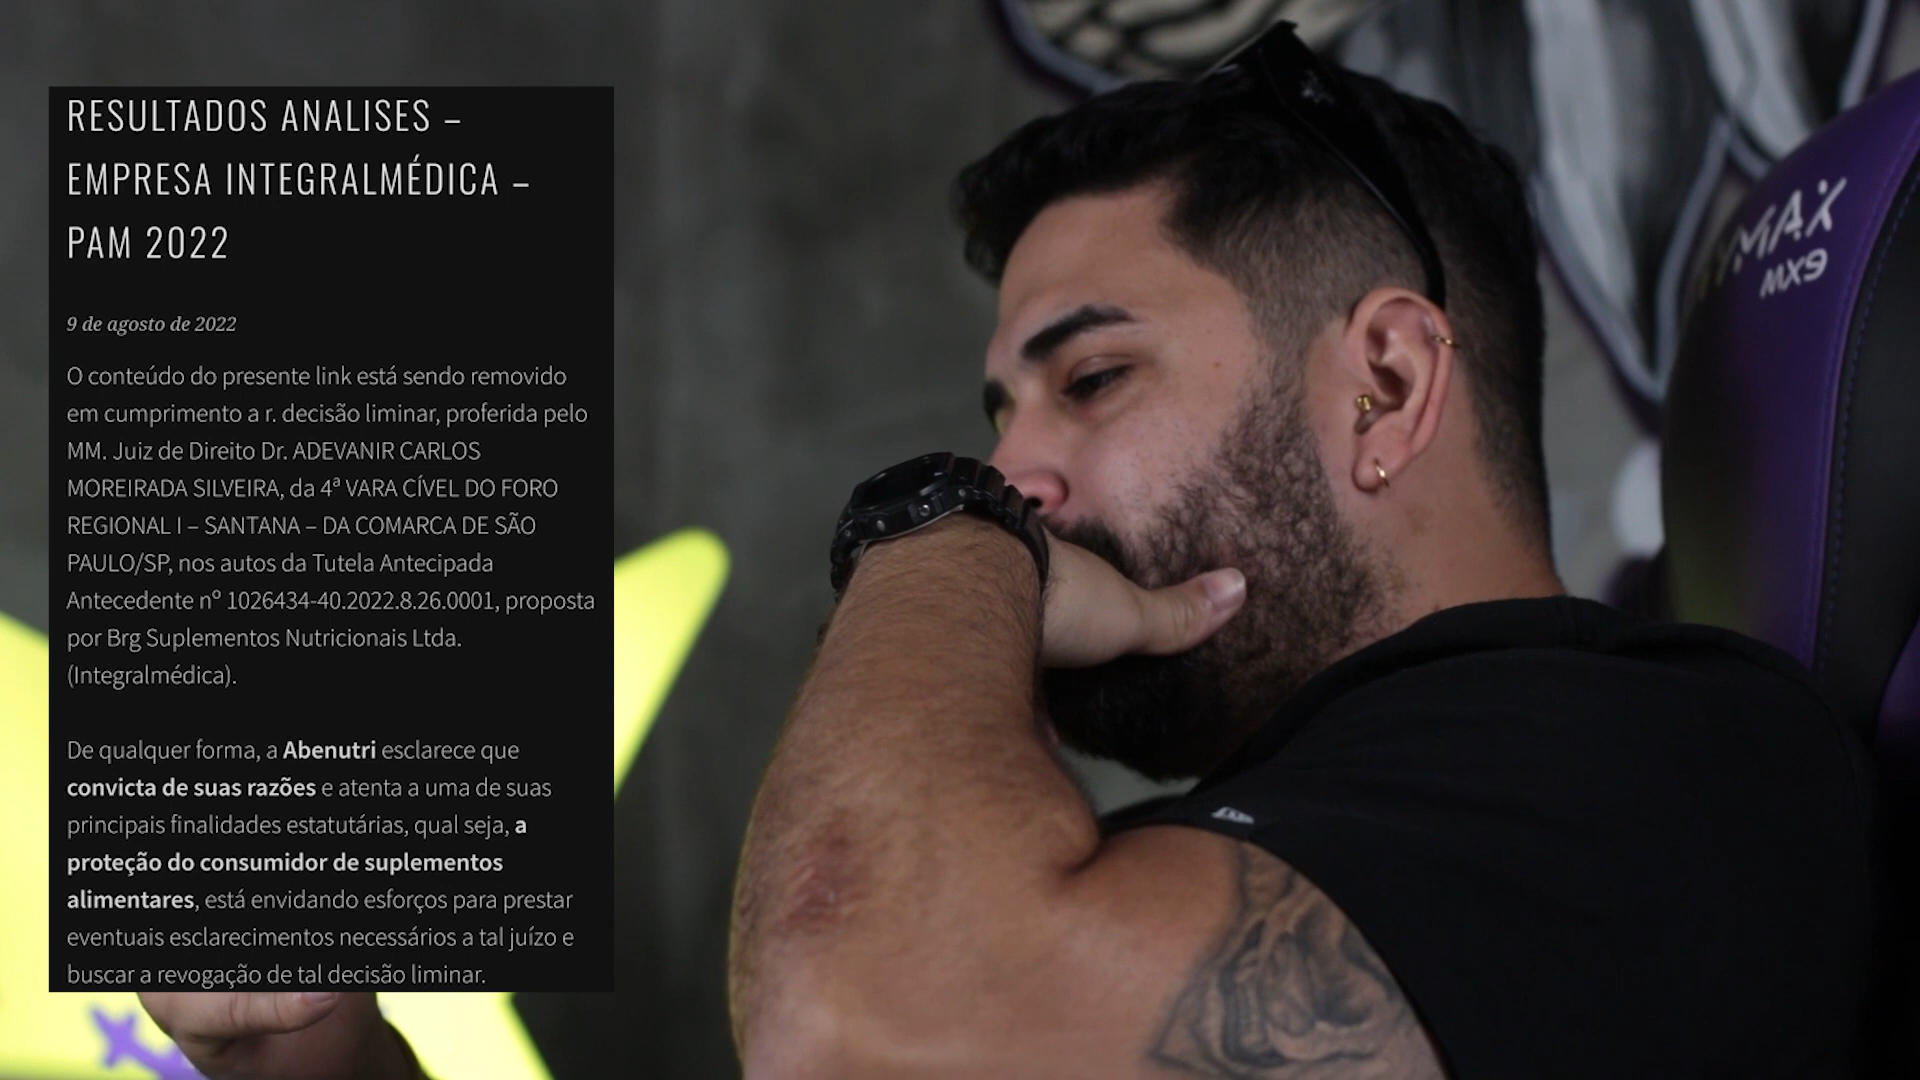 RESULTADOS ANALISES –
EMPRESA INTEGRALMÉDICA –
PAM 2022
9 de agosto de 2022
O conteúdo do presente link está sendo removido
em cumprimento a r. decisão liminar, proferida pelo
MM. Juiz de Direito Dr. ADEVANIR CARLOS
MOREIRADA SILVEIRA, da 4ª VARA CÍVEL DO FORO
REGIONAL I – SANTANA – DA COMARCA DE SÃO
PAULO/SP, nos autos da Tutela Antecipada
Antecedente nº 1026434-40.2022.8.26.0001, proposta
por Brg Suplementos Nutricionais Ltda.
(Integralmédica).
De qualquer forma, a Abenutri esclarece que
convicta de suas razões e atenta a uma de suas
principais finalidades estatutárias, qual seja, a
proteção do consumidor de suplementos
alimentares, está envidando esforços para prestar
eventuais esclarecimentos necessários a tal juízo e
buscar a revogação de tal decisão liminar.
MX9